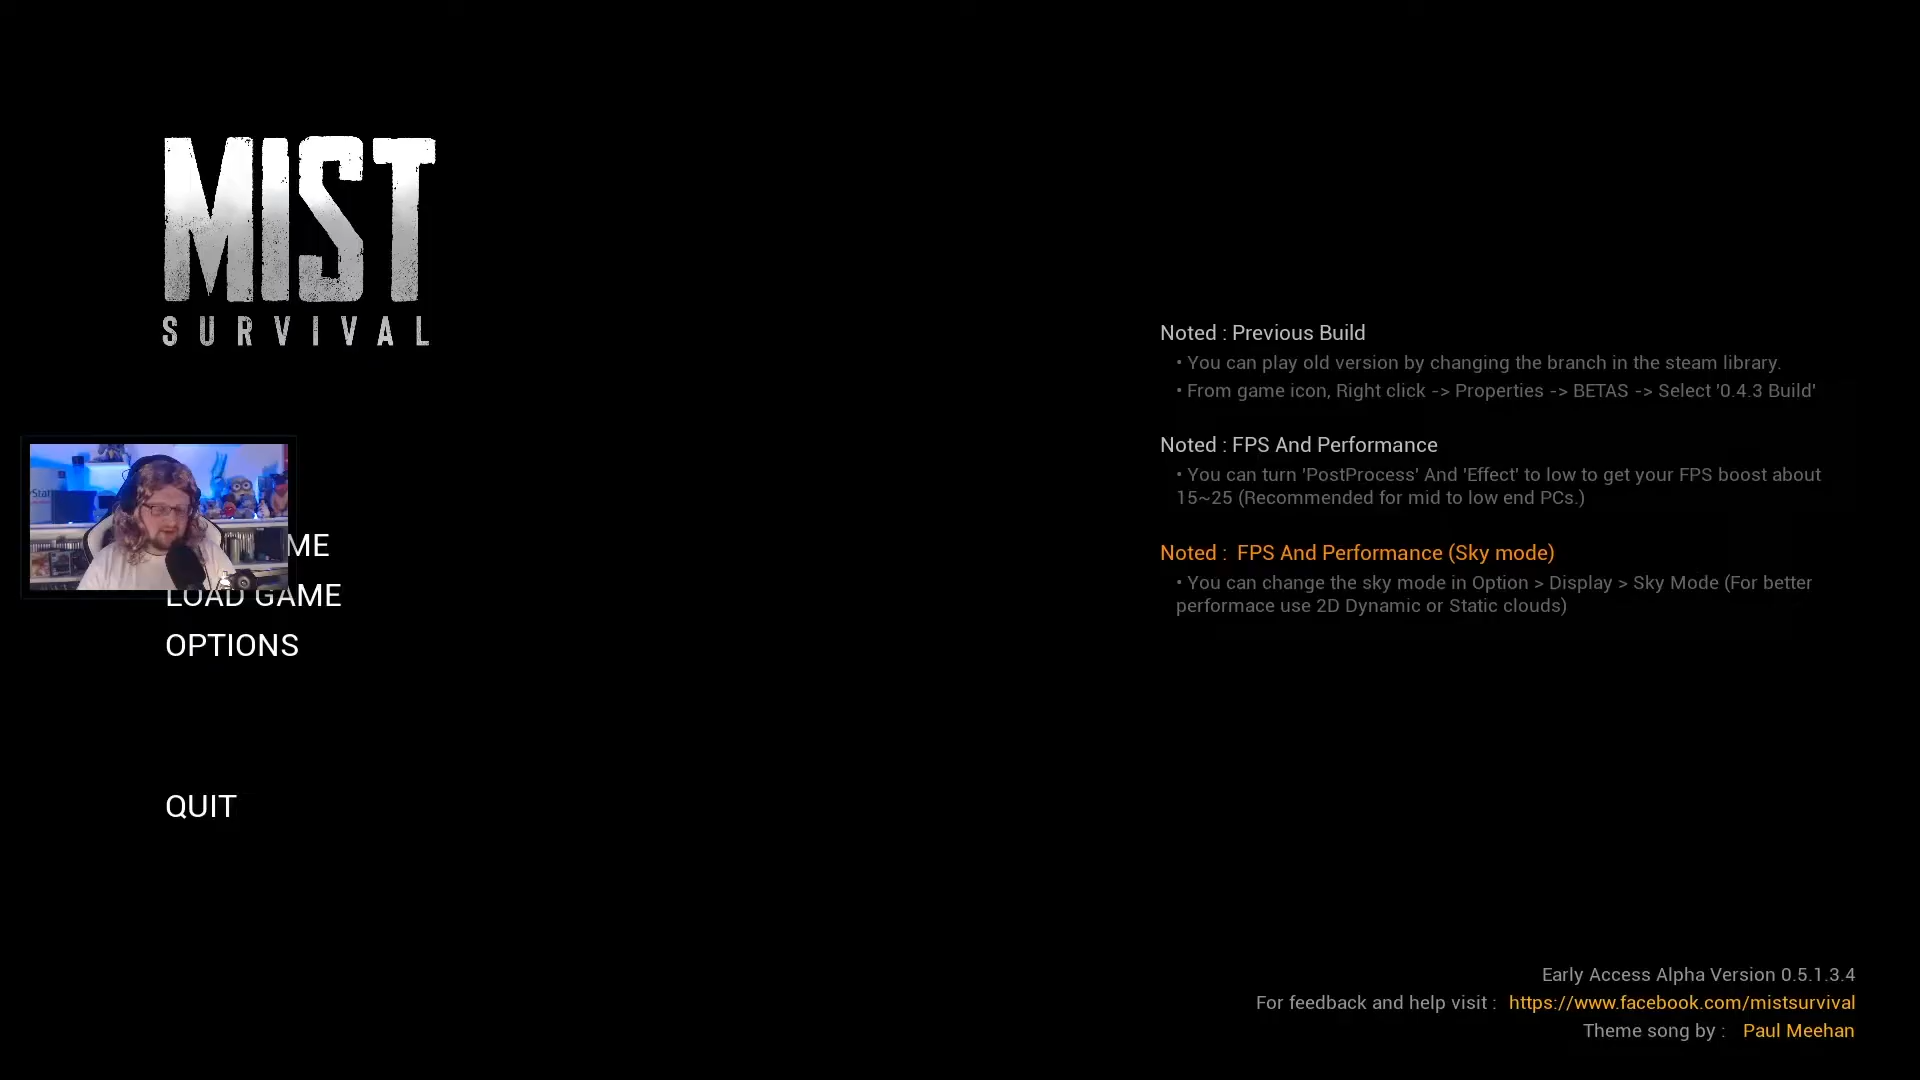 MIST
SURVIVAL
ME
LOAD GAME
OPTIONS
QUIT
Noted : Previous Build
• You can play old version by changing the branch in the steam library.
• From game icon, Right click -> Properties -> BETAS -> Select '0.4.3 Build'
Noted : FPS And Performance
• You can turn 'PostProcess' And 'Effect' to low to get your FPS boost about
15~25 (Recommended for mid to low end PCs.)
Noted :  FPS And Performance (Sky mode)
• You can change the sky mode in Option > Display > Sky Mode (For better
performace use 2D Dynamic or Static clouds)
Early Access Alpha Version 0.5.1.3.4
For feedback and help visit : https://www.facebook.com/mistsurvival
Theme song by : Paul Meehan